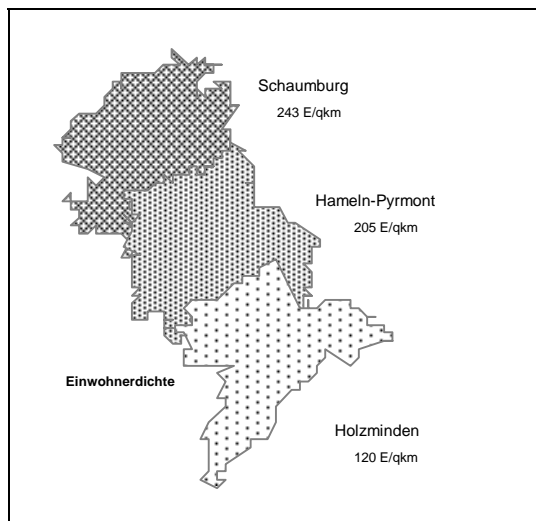 Schaumburg
243 E/qkm
Hameln-Pyrmont
205 E/qkm
Einwohnerdichte
Holzminden
120 E/qkm